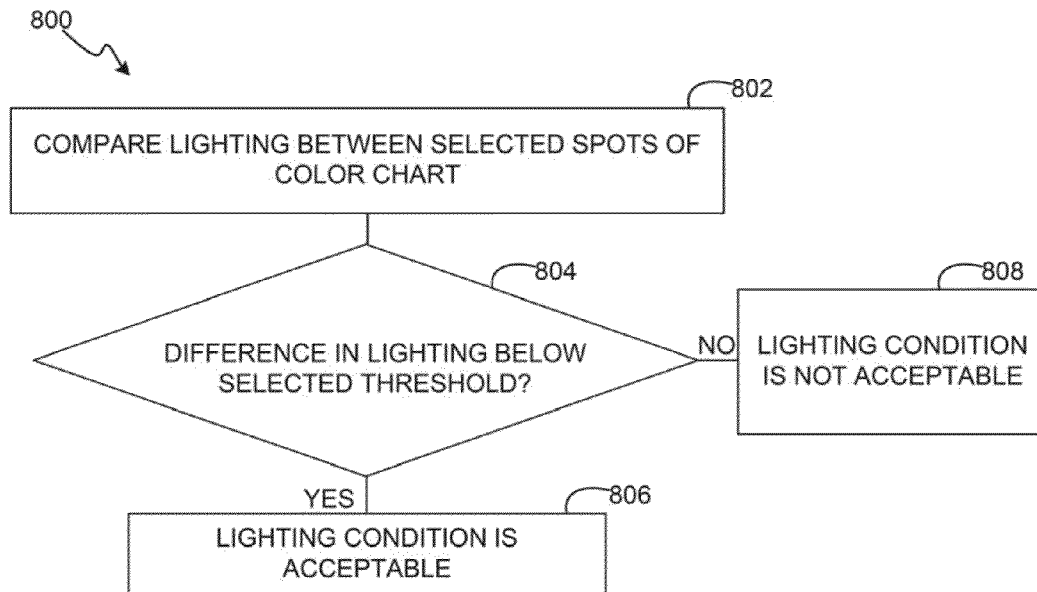 800
802
COMPARE LIGHTING BETWEEN SELECTED SPOTS OF
COLOR CHART
804
DIFFERENCE IN LIGHTING BELOW
SELECTED THRESHOLD?
NO
808
LIGHTING CONDITION
IS NOT ACCEPTABLE
YES
806
LIGHTING CONDITION IS
ACCEPTABLE